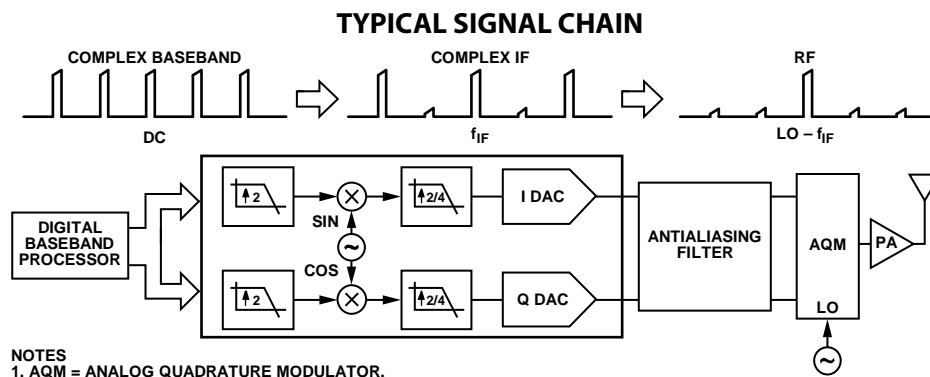 TYPICAL SIGNAL CHAIN
COMPLEX BASEBAND
COMPLEX IF
RF
DC
fIF
LO – fIF
DIGITAL
BASEBAND
PROCESSOR
2
SIN
2/4
I DAC
COS
2
2/4
Q DAC
ANTIALIASING
FILTER
AQM
LO
PA
NOTES
1. AQM = ANALOG QUADRATURE MODULATOR.